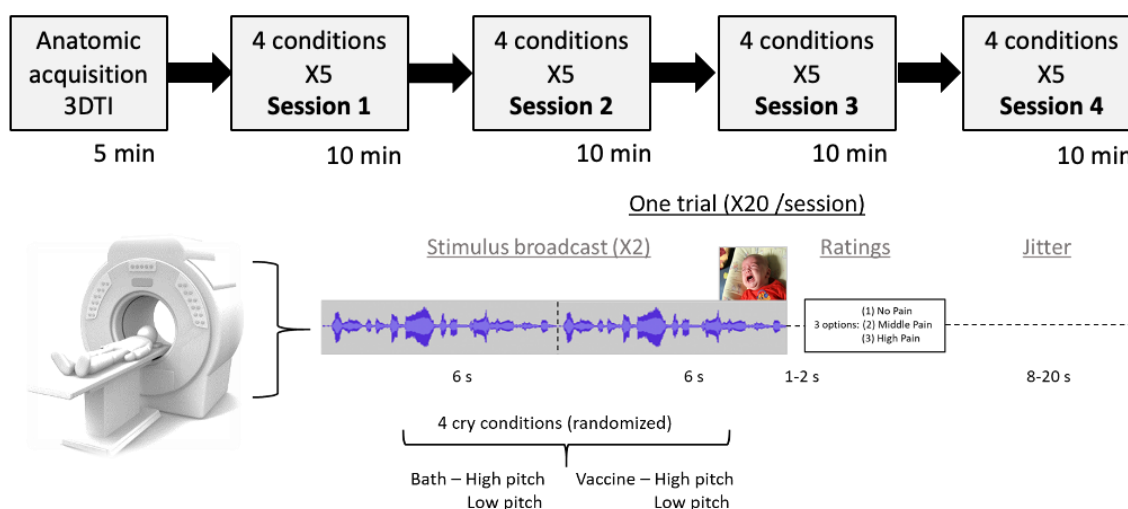 Anatomic
acquisition
3DTI
4 conditions
X5
Session 1
4 conditions
X5
Session 2
4 conditions
X5
Session 3
4 conditions
X5
Session 4
5 min
10 min
10 min
10 min
10 min
One trial (X20 /session)
Stimulus broadcast (X2)
Ratings
Jitter
(1) No Pain
3 options: (2) Middle Pain
(3) High Pain
6 s
6 s
1-2 s
8-20 s
4 cry conditions (randomized)
Bath – High pitch
Low pitch
Vaccine – High pitch
Low pitch